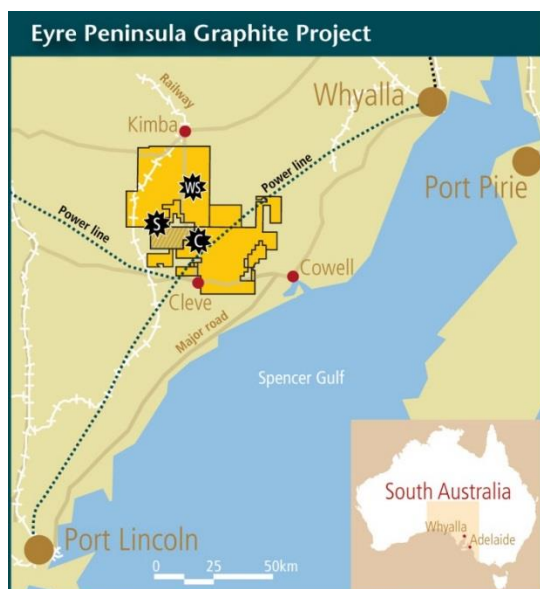 Eyre Peninsula Graphite Project
Railway
Whyalla
Kimba
Port Pirie
WS
Power line
S
Power line
C
Cowell
Cleve
Major road
Spencer Gulf
South Australia
Whyalla
Adelaide
Port Lincoln
0 25 50km